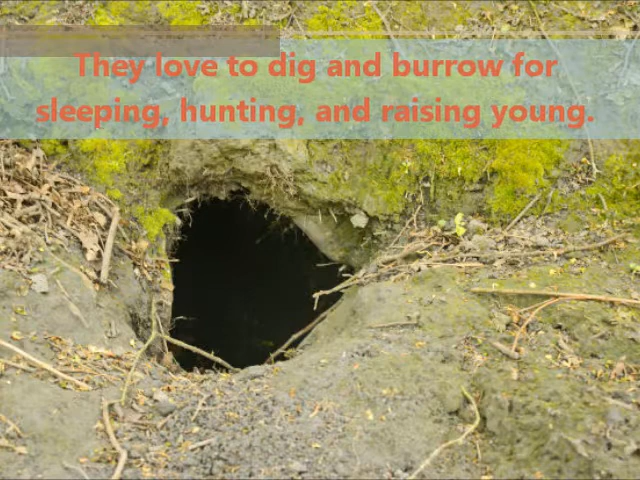 They love to dig and burrow for
sleeping, hunting, and raising young.